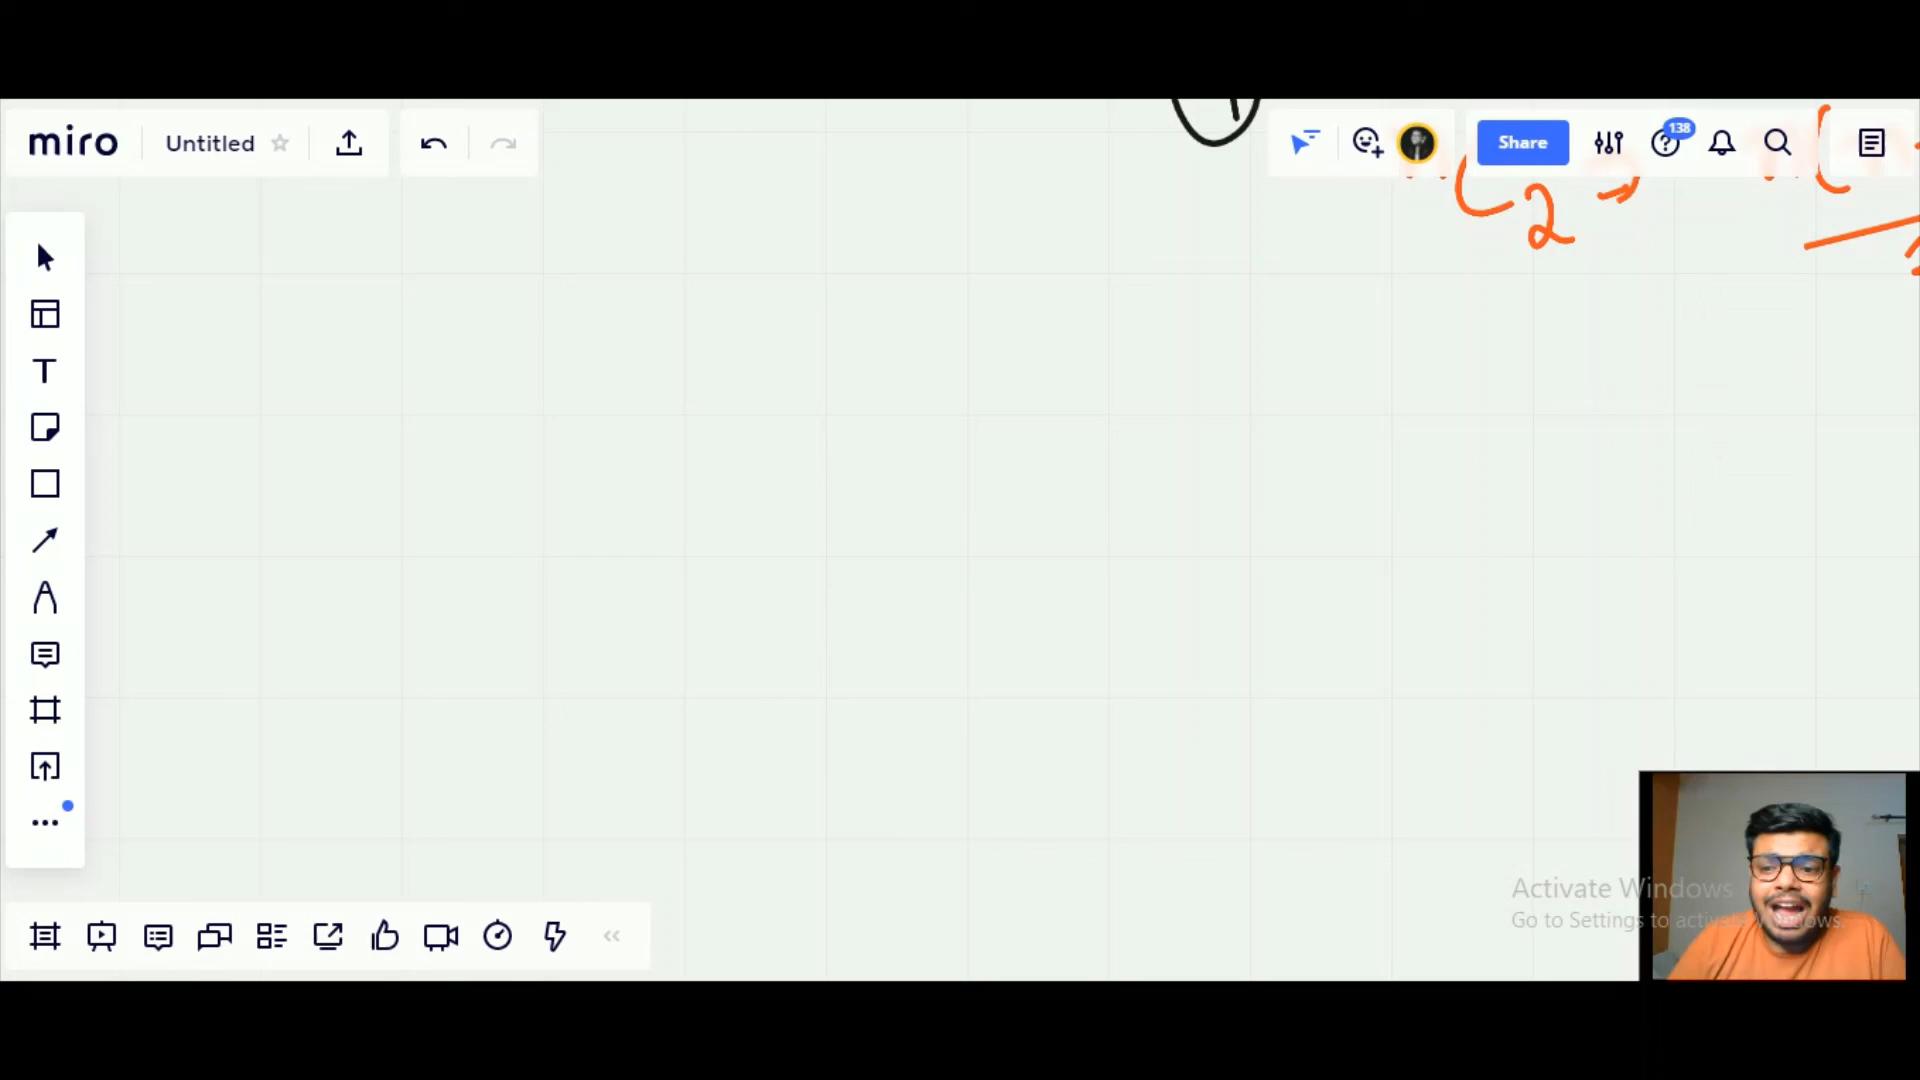 miro Untitled Share 138
C 2 → (
T
Activate Windows
Go to Settings to activate Windows.